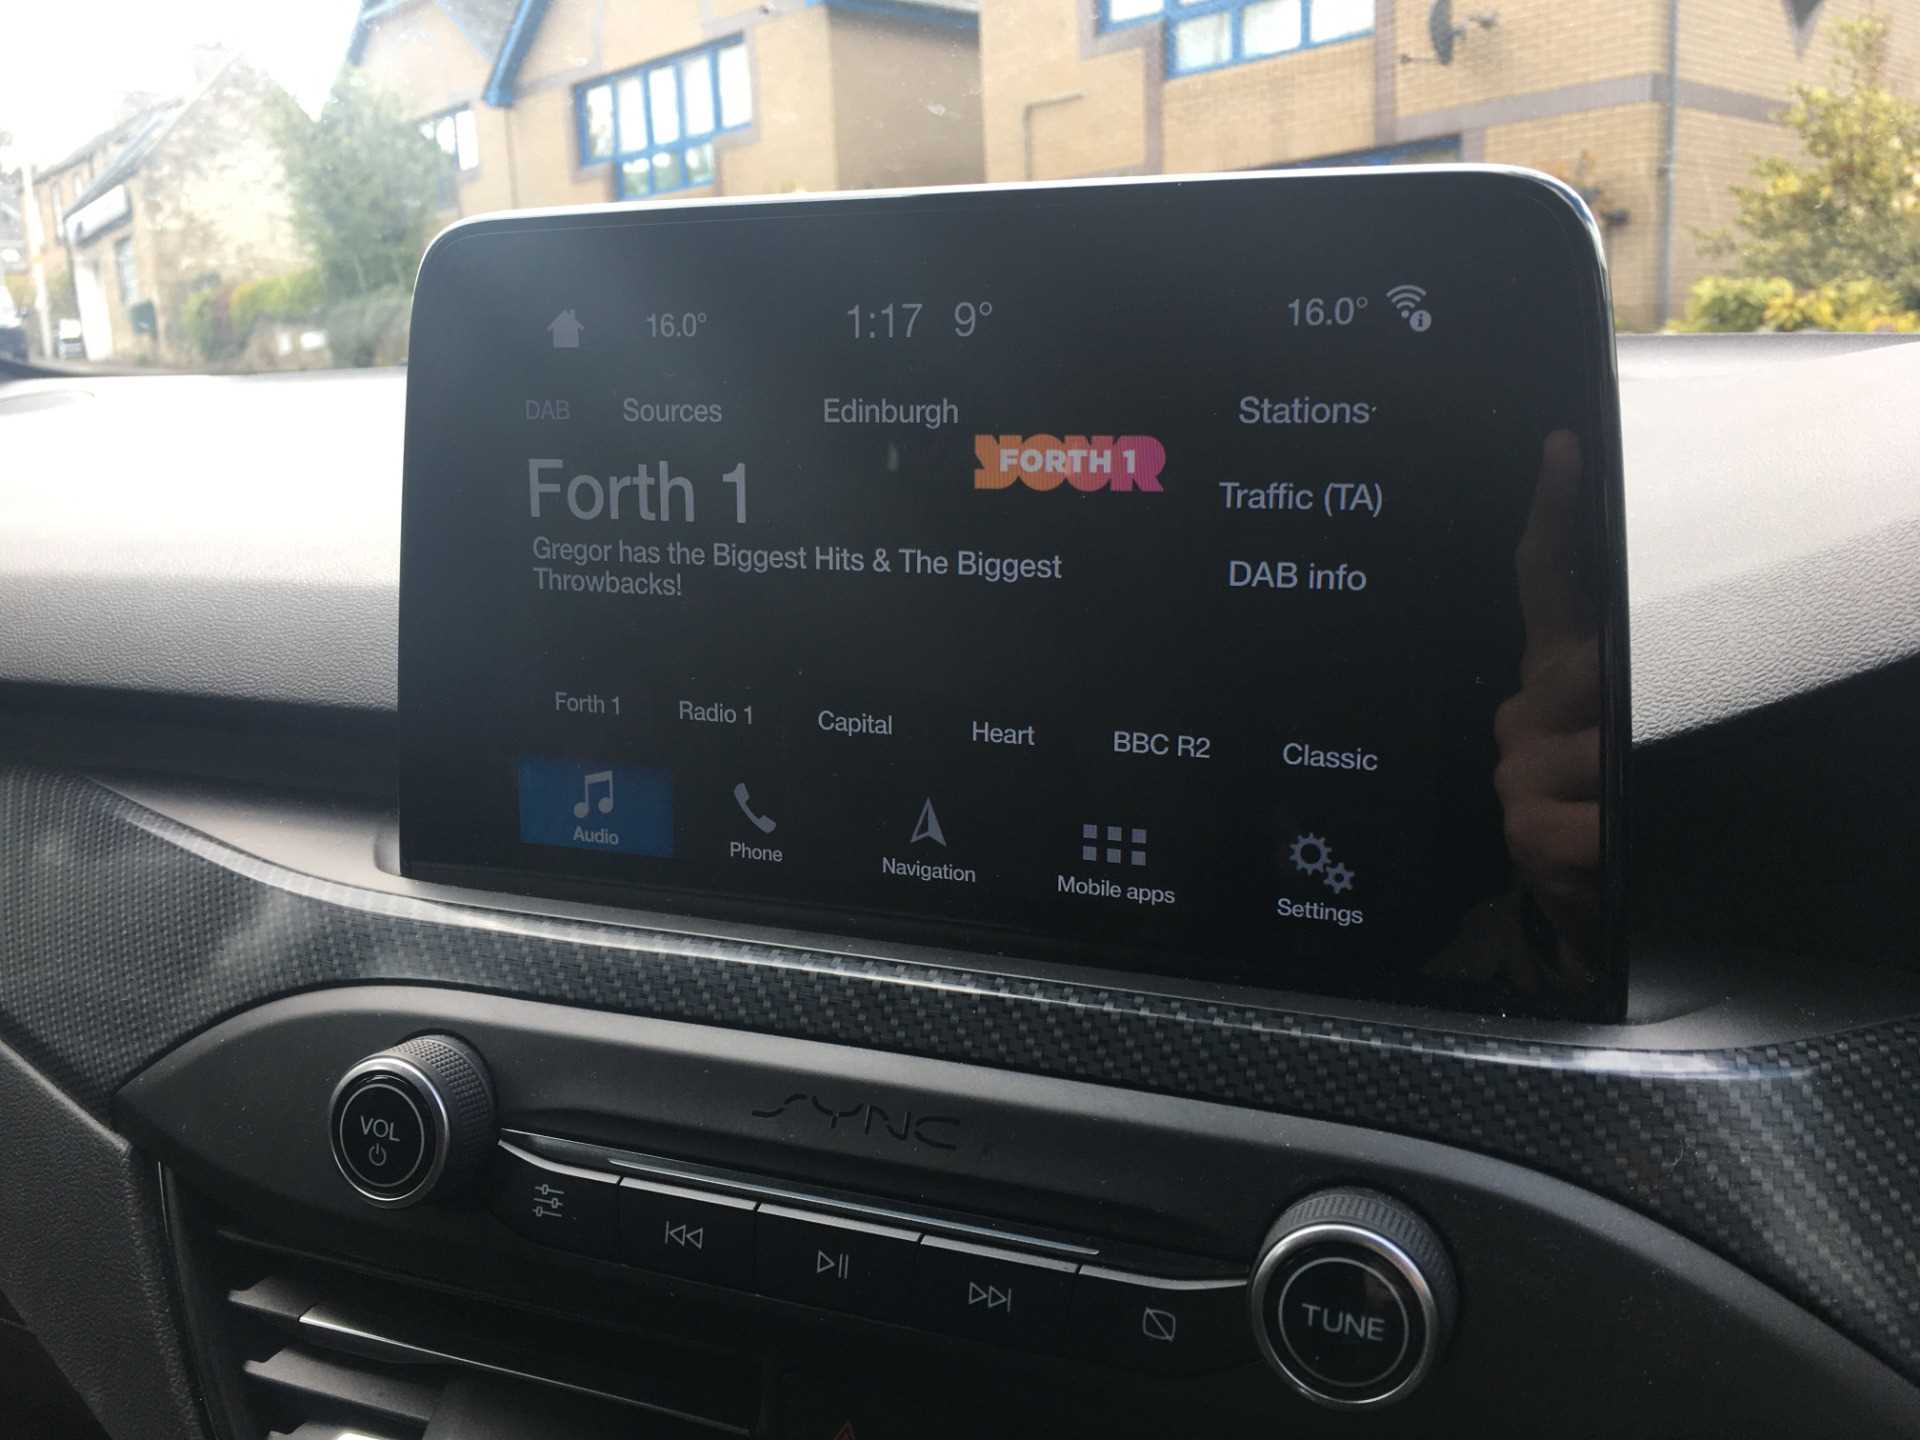 16.0° 1:17 9° 16.0°
DAB Sources Edinburgh Stations
YOUR
FORTH 1
Forth 1
Traffic (TA)
Gregor has the Biggest Hits & The Biggest
Throwbacks!
DAB info
Forth 1 Radio 1 Capital Heart BBC R2 Classic
Audio Phone Navigation Mobile apps Settings
SYNC
VOL
TUNE